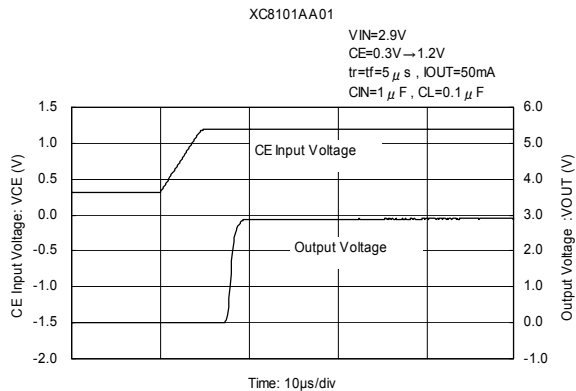 XC8101AA01
VIN=2.9V
CE=0.3V→1.2V
tr=tf=5μs , IOUT=50mA
CIN=1μF , CL=0.1μF
CE Input Voltage: VCE (V)
1.5
1.0
0.5
0.0
-0.5
-1.0
-1.5
-2.0
CE Input Voltage
Output Voltage
6.0
5.0
4.0
3.0
2.0
1.0
0.0
-1.0
Output Voltage :VOUT (V)
Time: 10μs/div